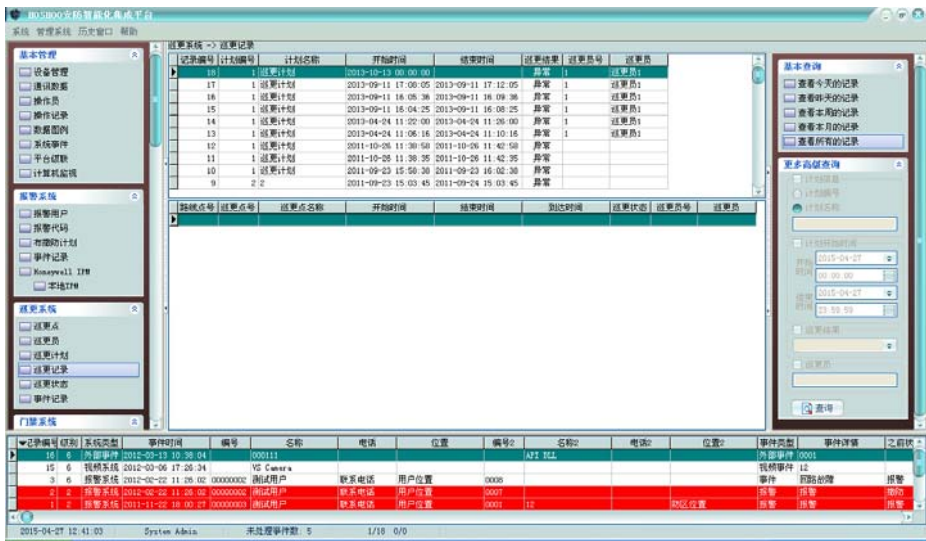 HOSHOO安防智能化集成平台
系统 管理系统 历史窗口 帮助
基本管理
设备管理
通讯数据
操作员
操作记录
数据图例
系统事件
平台级联
计算机监视
报警系统
报警用户
报警代码
布撤防计划
事件记录
Honeywell IPM
本地IPM
巡更系统
巡更点
巡更员
巡更计划
巡更记录
巡更状态
事件记录
门禁系统
巡更系统 -> 巡更记录
记录编号 计划编号 计划名称 开始时间 结束时间 巡更结果 巡更员号 巡更员
18 1 巡更计划 2013-10-13 00:00:00 异常 1 巡更员1
17 1 巡更计划 2013-09-11 17:08:05 2013-09-11 17:12:05 异常 1 巡更员1
16 1 巡更计划 2013-09-11 16:05:36 2013-09-11 16:09:36 异常 1 巡更员1
15 1 巡更计划 2013-09-11 16:04:25 2013-09-11 16:08:25 异常 1 巡更员1
14 1 巡更计划 2013-04-24 11:22:00 2013-04-24 11:26:00 异常 1 巡更员1
13 1 巡更计划 2013-04-24 11:06:16 2013-04-24 11:10:16 异常 1 巡更员1
12 1 巡更计划 2011-10-26 11:38:58 2011-10-26 11:42:58 异常
11 1 巡更计划 2011-10-26 11:38:35 2011-10-26 11:42:35 异常
10 1 巡更计划 2011-09-23 15:58:38 2011-09-23 16:02:38 异常
9 2 2 2011-09-23 15:03:45 2011-09-24 15:03:45 异常
路线点号 巡更点号 巡更点名称 开始时间 结束时间 到达时间 巡更状态 巡更员号 巡更员
基本查询
查看今天的记录
查看昨天的记录
查看本周的记录
查看本月的记录
查看所有的记录
更多高级查询
计划信息
计划编号
计划名称
计划开始时间
开始时间 2015-04-27
00:00:00
结束时间 2015-04-27
23:59:59
巡更结果
巡更员
查询
记录编号 级别 系统类型 事件时间 编号 名称 电话 位置 编号2 名称2 电话2 位置2 事件类型 事件详情 之前状
16 6 外部事件 2012-03-13 10:38:04 000111 API DLL 外部事件 0001
15 6 视频系统 2012-03-06 17:26:34 VS Camera 视频事件 12
3 6 报警系统 2012-02-22 11:26:02 00000002 测试用户 联系电话 用户位置 0008 事件 回路故障 报警
2 2 报警系统 2012-02-22 11:26:02 00000002 测试用户 联系电话 用户位置 0007 报警 报警 撤防
1 2 报警系统 2011-11-22 18:00:27 00000003 测试用户 联系电话 用户位置 0001 12 防区位置 报警 报警 报警
2015-04-27 12:41:03 System Admin 未处理事件数: 5 1/18 0/0